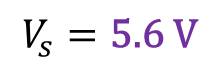 Vₛ = 5.6 V